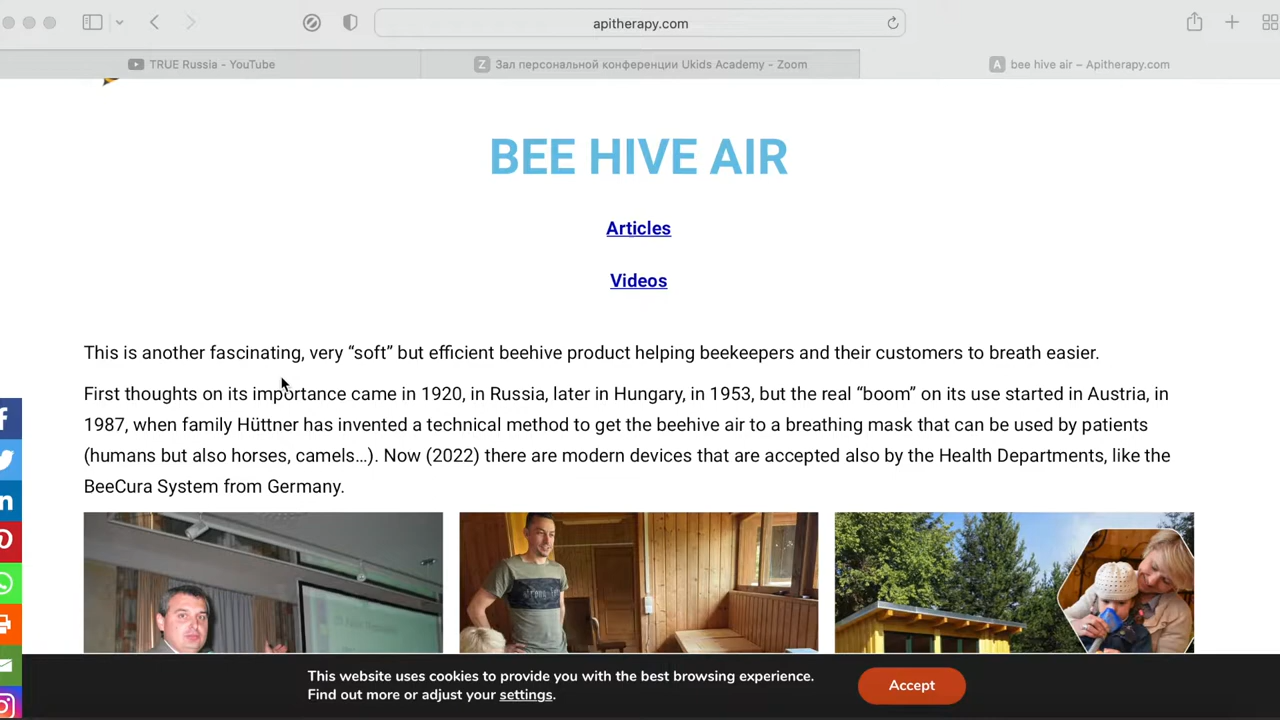 apitherapy.com
TRUE Russia - YouTube
Z Зал персональной конференции Ukids Academy - Zoom
A bee hive air – Apitherapy.com
BEE HIVE AIR
Articles
Videos
This is another fascinating, very “soft” but efficient beehive product helping beekeepers and their customers to breath easier.
First thoughts on its importance came in 1920, in Russia, later in Hungary, in 1953, but the real “boom” on its use started in Austria, in
1987, when family Hüttner has invented a technical method to get the beehive air to a breathing mask that can be used by patients
(humans but also horses, camels…). Now (2022) there are modern devices that are accepted also by the Health Departments, like the
BeeCura System from Germany.
This website uses cookies to provide you with the best browsing experience.
Find out more or adjust your settings.
Accept